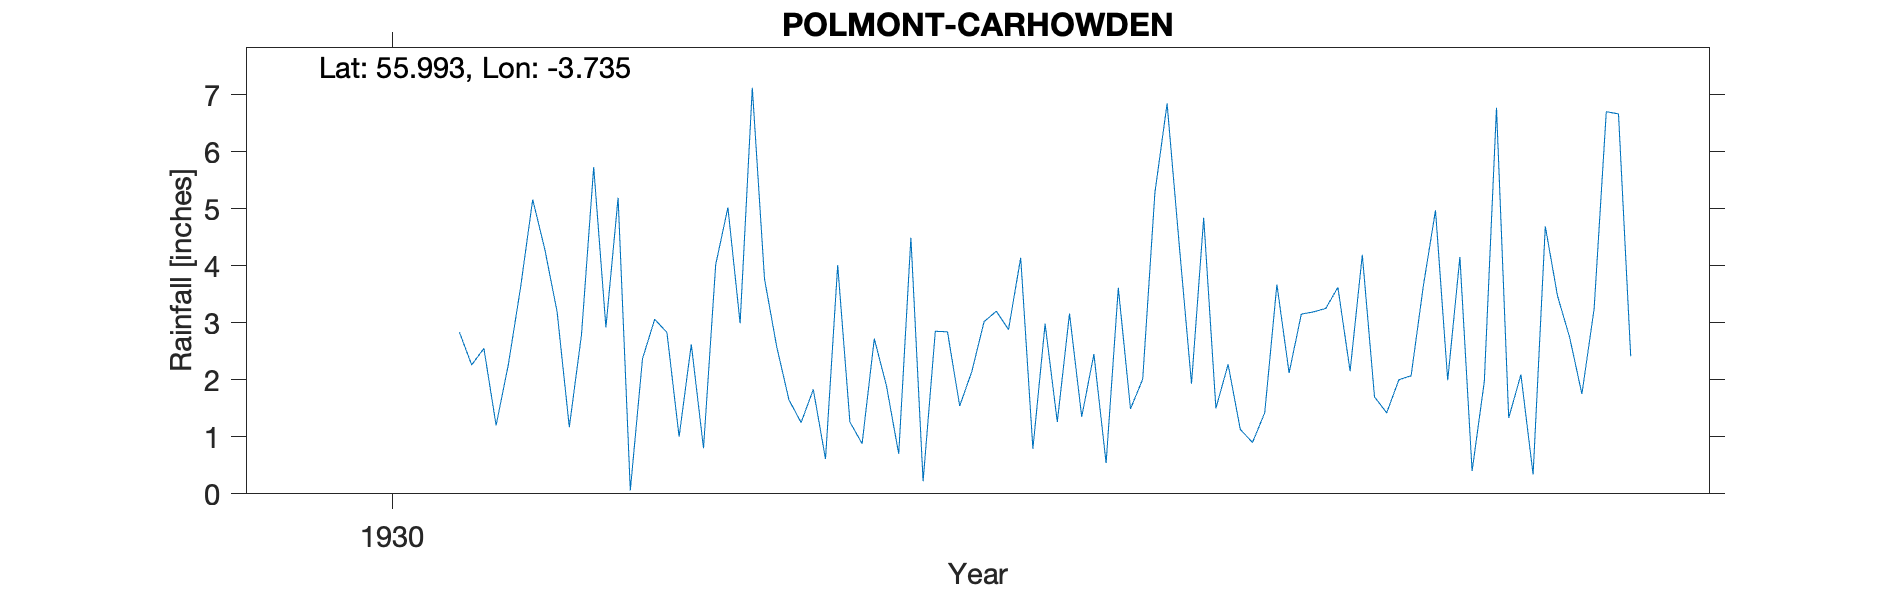 POLMONT-CARHOWDEN
Lat: 55.993, Lon: -3.735
Rainfall [inches]
7
6
5
4
3
2
1
0
1930
Year